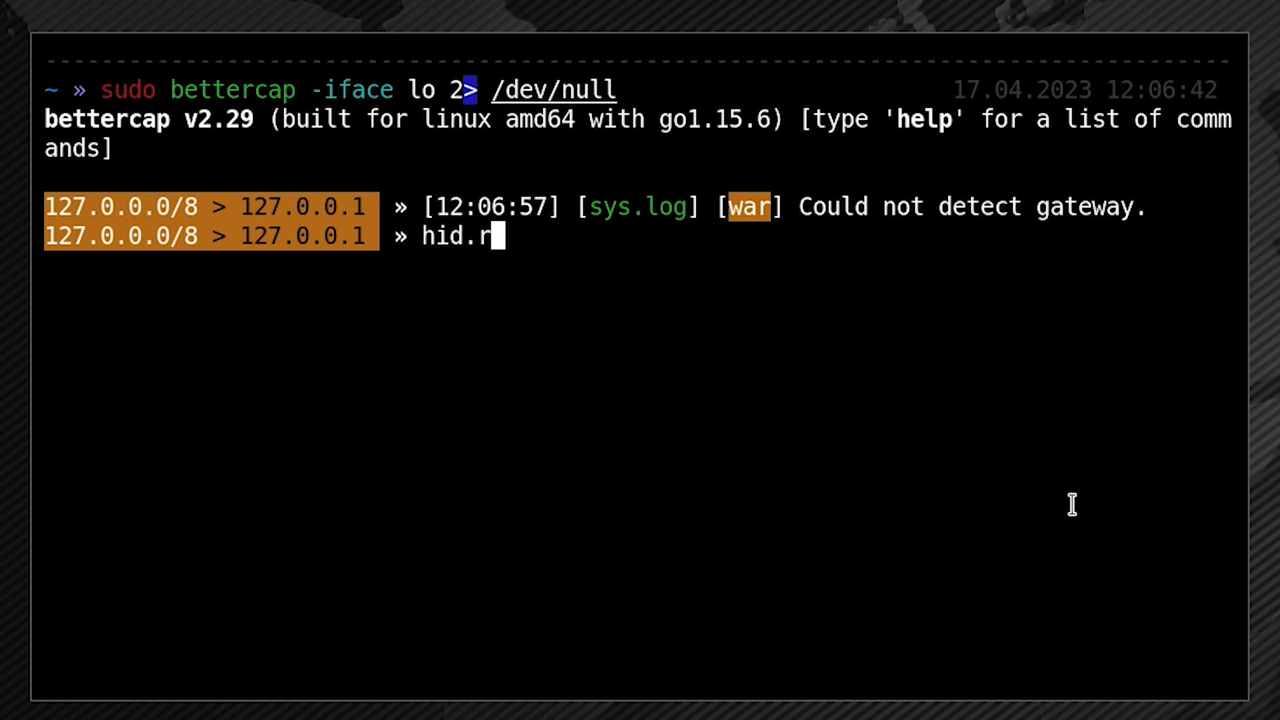 --------------------------------------------------------------------------------
~ » sudo bettercap -iface lo 2> /dev/null 17.04.2023 12:06:42
bettercap v2.29 (built for linux amd64 with go1.15.6) [type 'help' for a list of comm
ands]
127.0.0.0/8 > 127.0.0.1 » [12:06:57] [sys.log] [war] Could not detect gateway.
127.0.0.0/8 > 127.0.0.1 » hid.r